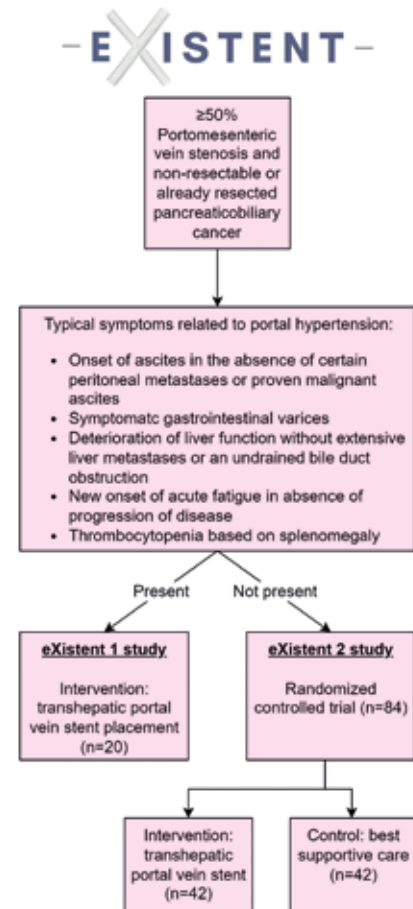 -EXISTENT-
≥50%
Portomesenteric
vein stenosis and
non-resectable or
already resected
pancreaticobiliary
cancer
Typical symptoms related to portal hypertension:
• Onset of ascites in the absence of certain
peritoneal metastases or proven malignant
ascites
• Symptomatc gastrointestinal varices
• Deterioration of liver function without extensive
liver metastases or an undrained bile duct
obstruction
• New onset of acute fatigue in absence of
progression of disease
• Thrombocytopenia based on splenomegaly
Present
Not present
eXistent 1 study
Intervention:
transhepatic portal
vein stent placement
(n=20)
eXistent 2 study
Randomized
controlled trial (n=84)
Intervention:
transhepatic
portal vein stent
(n=42)
Control: best
supportive care
(n=42)